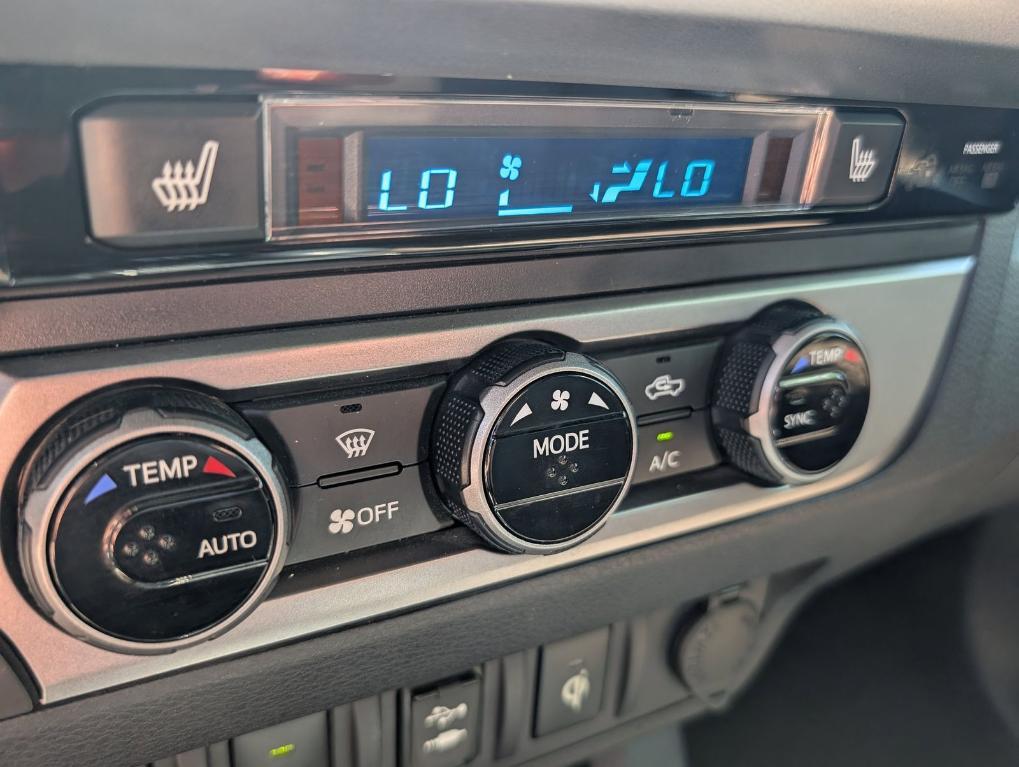 PASSENGER
LO LO
TEMP
AUTO
OFF
MODE
A/C
TEMP
SYNC